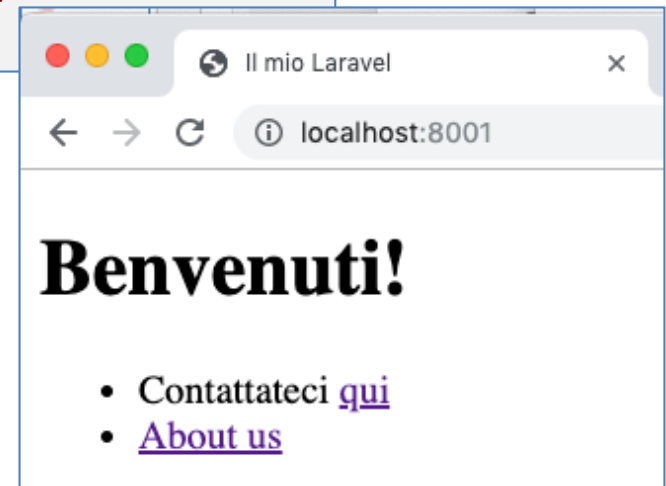 Il mio Laravel
localhost:8001
Benvenuti!
Contattateci qui
About us